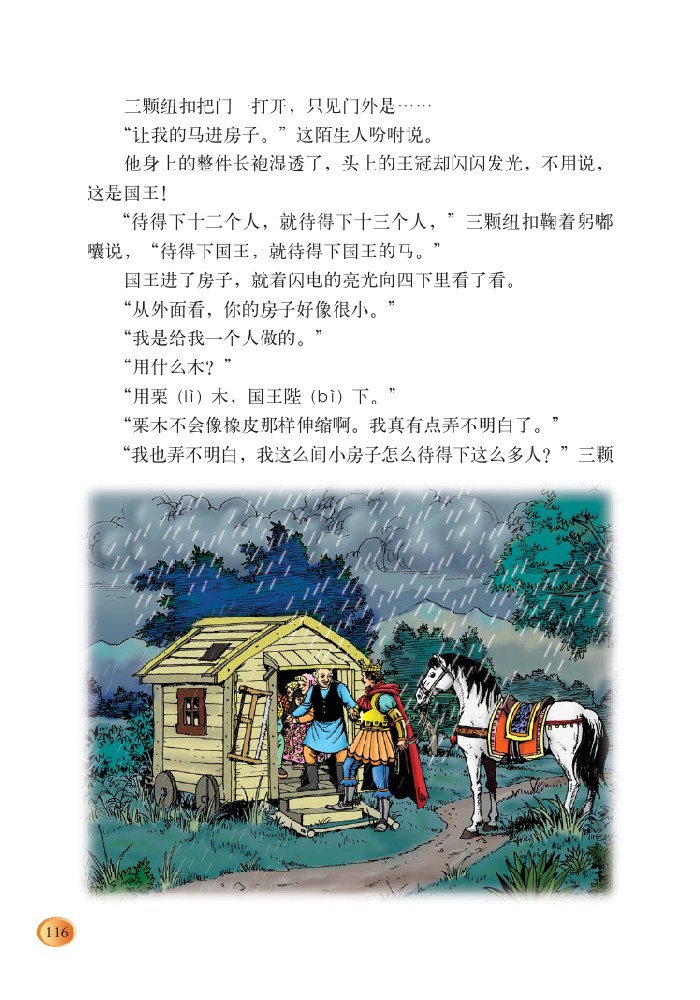 三颗纽扣把门一打开，只见门外是……
“让我的马进房子。”这陌生人吩咐说。
他身上的整件长袍湿透了，头上的王冠却闪闪发光，不用说，
这是国王！
“待得下十二个人，就待得下十三个人，”三颗纽扣鞠着躬嘟
囔说，“待得下国王，就待得下国王的马。”
国王进了房子，就着闪电的亮光向四下里看了看。
“从外面看，你的房子好像很小。”
“我是给我一个人做的。”
“用什么木？”
“用栗（lì）木，国王陛（bì）下。”
“栗木不会像橡皮那样伸缩啊。我真有点弄不明白了。”
“我也弄不明白，我这么间小房子怎么待得下这么多人？”三颗
116